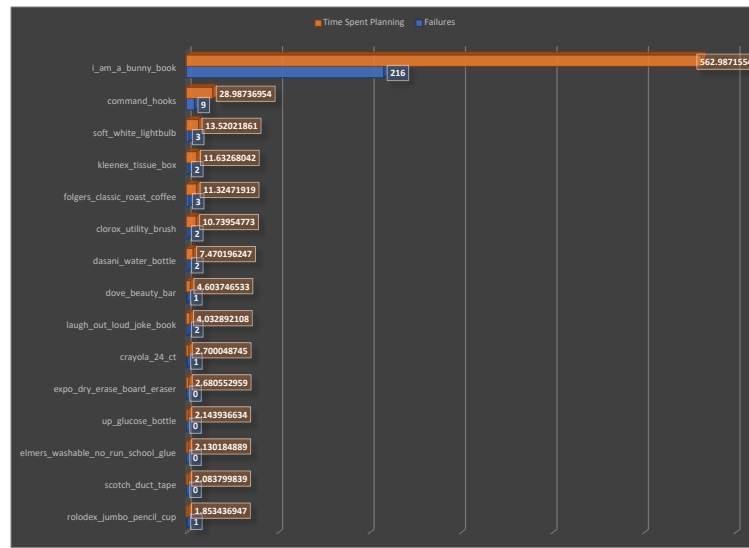 Time Spent Planning Failures
i_am_a_bunny_book 562.9871554
216
command_hooks 28.98736954
9
soft_white_lightbulb 13.52021861
3
kleenex_tissue_box 11.63268042
2
folgers_classic_roast_coffee 11.32471919
3
clorox_utility_brush 10.73954773
2
dasani_water_bottle 7.470196247
2
dove_beauty_bar 4.603746533
1
laugh_out_loud_joke_book 4.032892108
2
crayola_24_ct 2.700048745
1
expo_dry_erase_board_eraser 2.680552959
0
up_glucose_bottle 2.143936634
0
elmers_washable_no_run_school_glue 2.130184889
0
scotch_duct_tape 2.083799839
0
rolodex_jumbo_pencil_cup 1.853436947
1